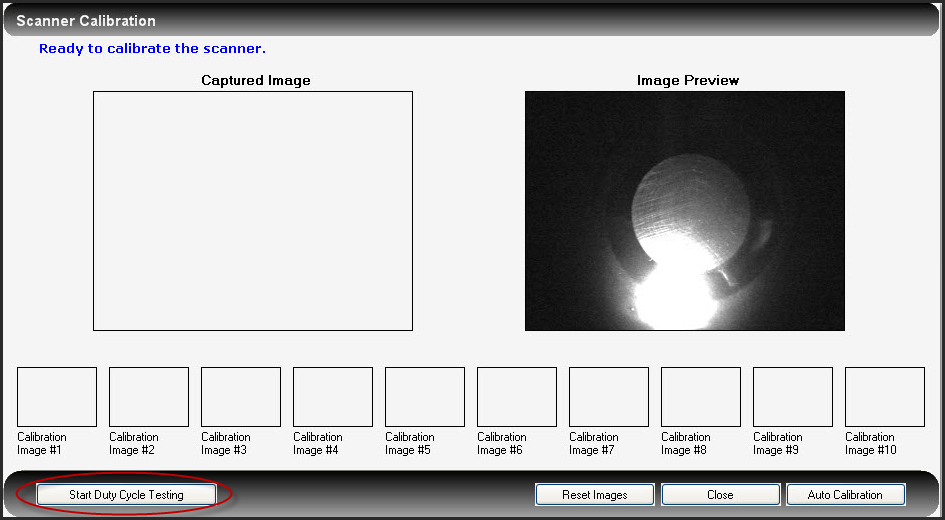 Scanner Calibration
Ready to calibrate the scanner.
Captured Image
Image Preview
Calibration
Image #1
Calibration
Image #2
Calibration
Image #3
Calibration
Image #4
Calibration
Image #5
Calibration
Image #6
Calibration
Image #7
Calibration
Image #8
Calibration
Image #9
Calibration
Image #10
Start Duty Cycle Testing
Reset Images
Close
Auto Calibration